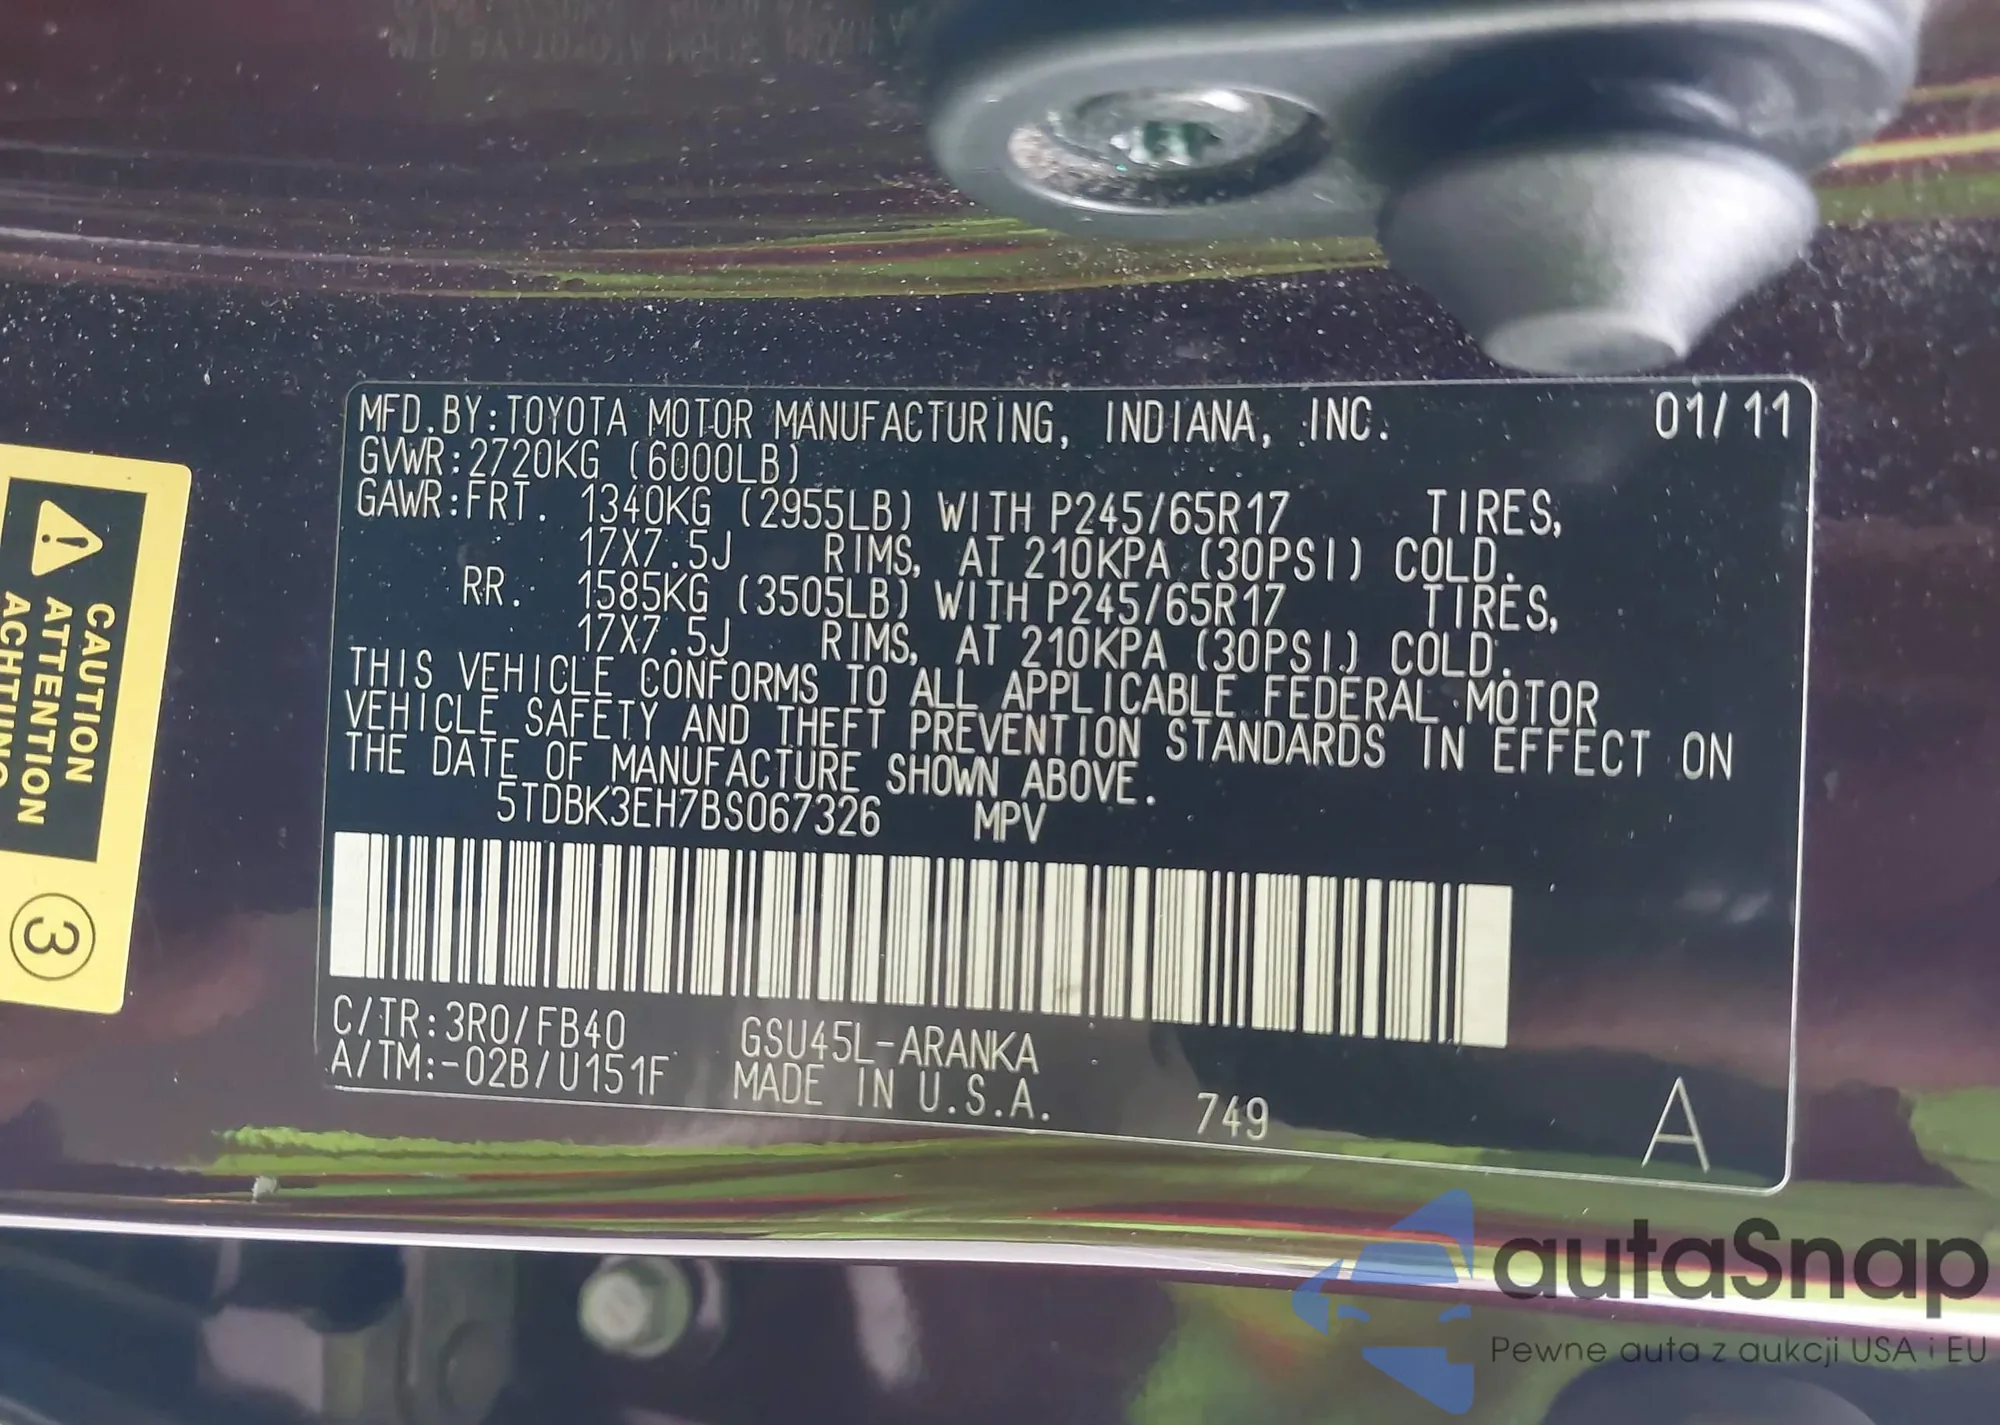 MFD.BY:TOYOTA MOTOR MANUFACTURING, INDIANA, INC. 01/11
GVWR:2720KG (6000LB)
GAWR:FRT. 1340KG (2955LB) WITH P245/65R17 TIRES,
17X7.5J RIMS, AT 210KPA (30PSI) COLD.
RR. 1585KG (3505LB) WITH P245/65R17 TIRES,
17X7.5J RIMS, AT 210KPA (30PSI) COLD.
THIS VEHICLE CONFORMS TO ALL APPLICABLE FEDERAL MOTOR
VEHICLE SAFETY AND THEFT PREVENTION STANDARDS IN EFFECT ON
THE DATE OF MANUFACTURE SHOWN ABOVE.
5TDBK3EH7BS067326 MPV
C/TR:3R0/FB40 GSU45L-ARANKA
A/TM:-02B/U151F MADE IN U.S.A. 749 A
CAUTION
ATTENTION
3
autaSnap
Pewne auta z aukcji USA i EU